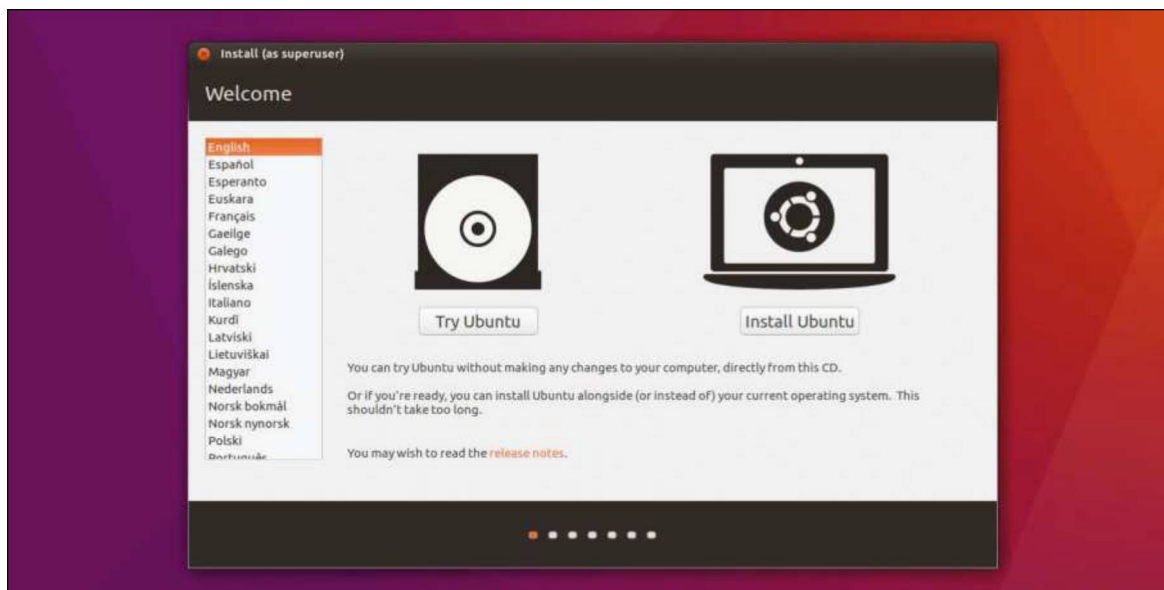 Install (as superuser)
Welcome
English
Español
Esperanto
Euskara
Français
Gaeilge
Galego
Hrvatski
Íslenska
Italiano
Kurdî
Latviski
Lietuviškai
Magyar
Nederlands
Norsk bokmål
Norsk nynorsk
Polski
Português
Try Ubuntu
Install Ubuntu
You can try Ubuntu without making any changes to your computer, directly from this CD.
Or if you're ready, you can install Ubuntu alongside (or instead of) your current operating system. This
shouldn't take too long.
You may wish to read the release notes.